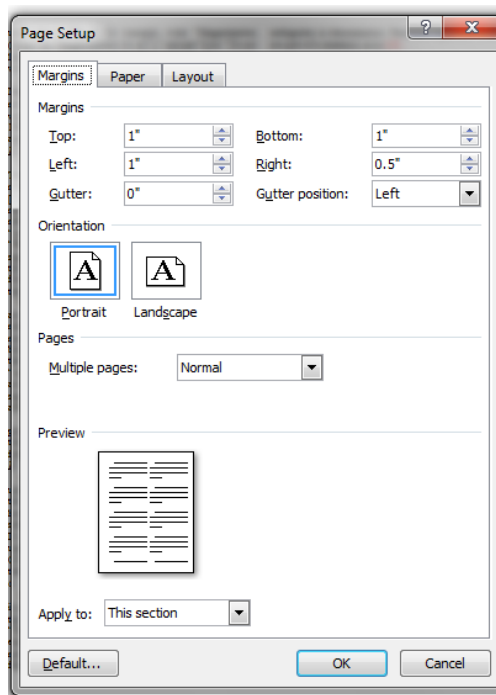 Page Setup
Margins Paper Layout
Margins
Top: 1" Bottom: 1"
Left: 1" Right: 0.5"
Gutter: 0" Gutter position: Left
Orientation
A A
Portrait Landscape
Pages
Multiple pages: Normal
Preview
Apply to: This section
Default... OK Cancel